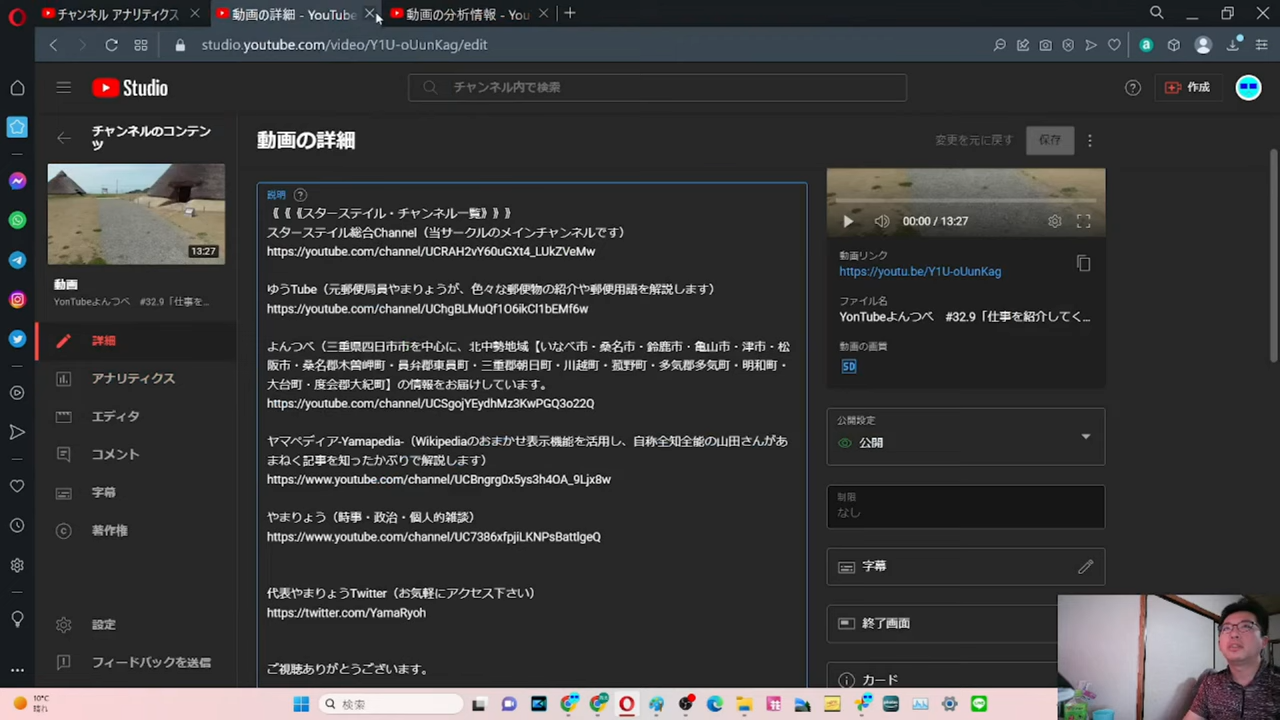 チャンネル アナリティクス
動画の詳細 - YouTube
動画の分析情報 - You
studio.youtube.com/video/Y1U-oUunKag/edit
Studio
チャンネル内で検索
作成
チャンネルのコンテン
ツ
13:27
動画
YonTubeよんつべ #32.9「仕事を紹介してく...
詳細
アナリティクス
エディタ
コメント
字幕
著作権
設定
フィードバックを送信
動画の詳細
変更を元に戻す
保存
説明
⟪⟪⟪スターステイル・チャンネル一覧⟫⟫⟫
スターステイル総合Channel（当サークルのメインチャンネルです）
https://youtube.com/channel/UCRAH2vY60uGXt4_LUkZVeMw
ゆうTube（元郵便局員やまりょうが、色々な郵便物の紹介や郵便用語を解説します）
https://youtube.com/channel/UChgBLMuQf1O6ikCl1bEMf6w
よんつべ（三重県四日市市を中心に、北中勢地域【いなべ市・桑名市・鈴鹿市・亀山市・津市・松
阪市・桑名郡木曽岬町・員弁郡東員町・三重郡朝日町・川越町・菰野町・多気郡多気町・明和町・
大台町・度会郡大紀町】の情報をお届けしています。
https://youtube.com/channel/UCSgojYEydhMz3KwPGQ3o22Q
ヤマペディア-Yamapedia-（Wikipediaのおまかせ表示機能を活用し、自称全知全能の山田さんがあ
まねく記事を知ったかぶりで解説します）
https://www.youtube.com/channel/UCBngrg0x5ys3h4OA_9Ljx8w
やまりょう（時事・政治・個人的雑談）
https://www.youtube.com/channel/UC7386xfpjiLKNPsBattlgeQ
代表やまりょうTwitter（お気軽にアクセス下さい）
https://twitter.com/YamaRyoh
ご視聴ありがとうございます。
00:00 / 13:27
動画リンク
https://youtu.be/Y1U-oUunKag
ファイル名
YonTubeよんつべ #32.9「仕事を紹介してく...
動画の画質
SD
公開設定
公開
制限
なし
字幕
終了画面
カード
10°C
晴れ
検索